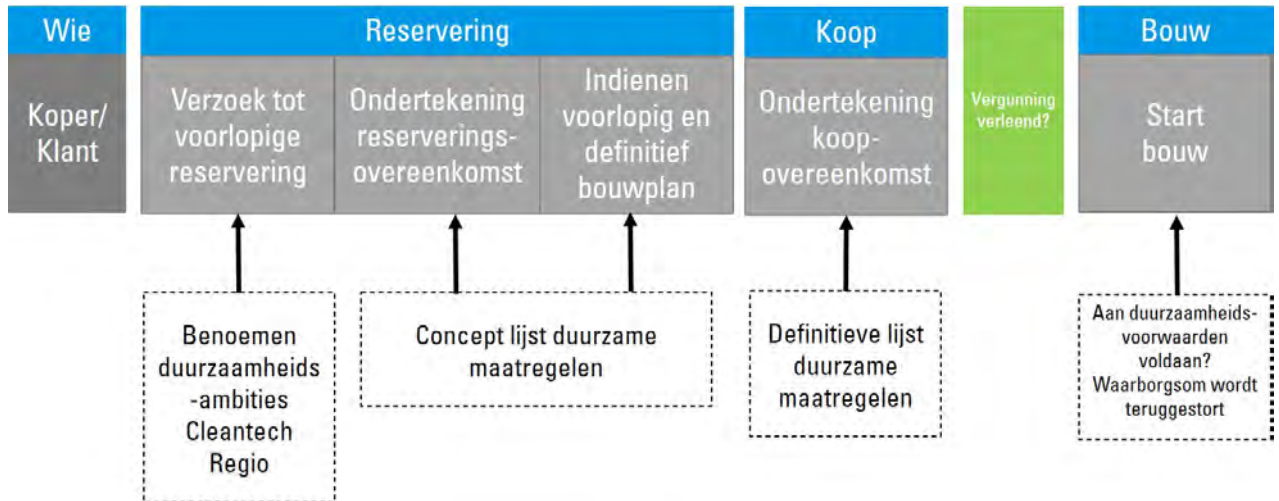 Wie
Reservering
Koop
Bouw
Koper/
Klant
Verzoek tot
voorlopige
reservering
Ondertekening
reserverings-
overeenkomst
Indienen
voorlopig en
definitief
bouwplan
Ondertekening
koop-
overeenkomst
Vergunning
verleend?
Start
bouw
Benoemen
duurzaamheids
-ambities
Cleantech
Regio
Concept lijst duurzame
maatregelen
Definitieve lijst
duurzame
maatregelen
Aan duurzaamheids-
voorwaarden
voldaan?
Waarborgsom wordt
teruggestort